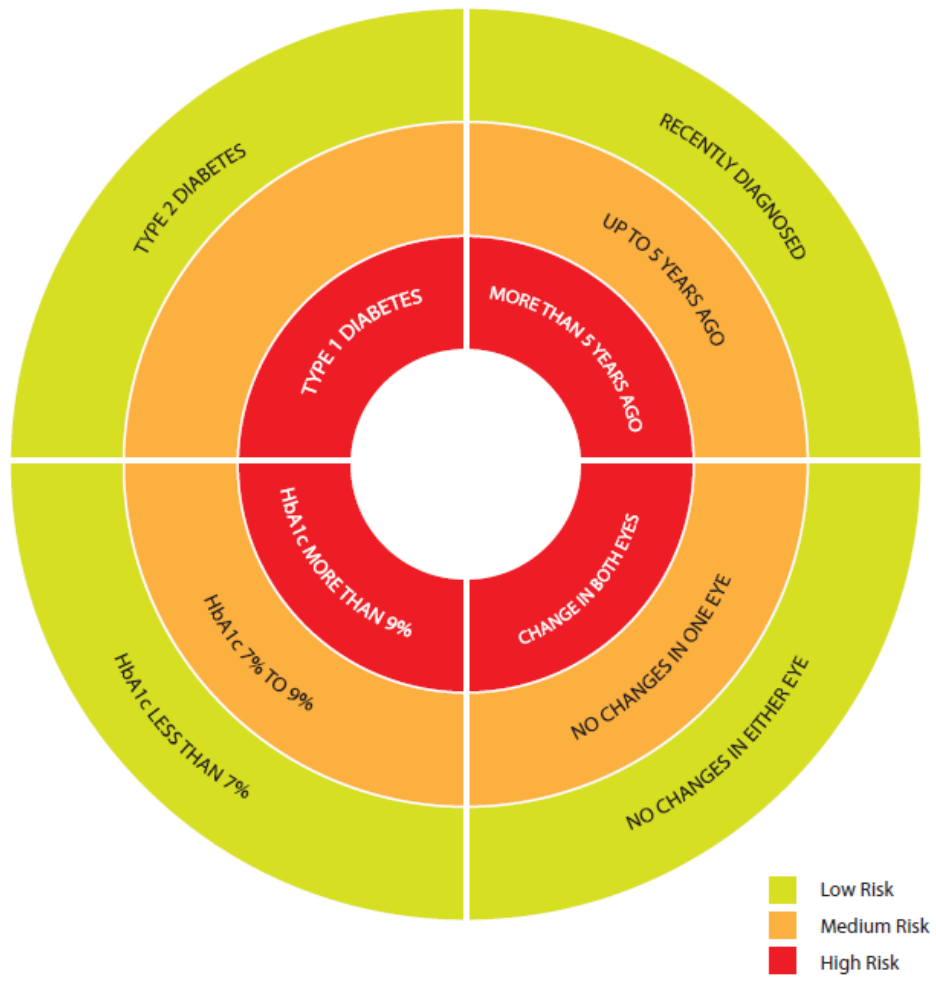 TYPE 2 DIABETES
TYPE 1 DIABETES
RECENTLY DIAGNOSED
UP TO 5 YEARS AGO
MORE THAN 5 YEARS AGO
HbA1c MORE THAN 9%
HbA1c 7% TO 9%
HbA1c LESS THAN 7%
CHANGE IN BOTH EYES
NO CHANGES IN ONE EYE
NO CHANGES IN EITHER EYE
Low Risk
Medium Risk
High Risk